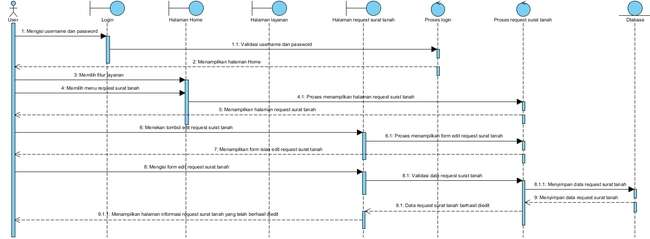 User
Login
Halaman Home
Halaman layanan
Halaman request surat tanah
Proses login
Proses request surat tanah
Dtabase
1: Mengisi username dan password
1.1: Validasi username dan password
2: Menampilkan halaman Home
3: Memilih fitur layanan
4: Memilih menu request surat tanah
4.1: Proses menampilkan halaman request surat tanah
5: Menampilkan halaman request surat tanah
6: Menekan tombol edit request surat tanah
6.1: Proses menampilkan form edit request surat tanah
7: Menampilkan form isian edit request surat tanah
8: Mengisi form edit request surat tanah
8.1: Validasi data request surat tanah
8.1.1: Menyimpan data request surat tanah
9: Menyimpan data request surat tanah
9.1: Data request surat tanah berhasil diedit
9.1.1: Menampilkan halaman informasi request surat tanah yang telah berhasil diedit